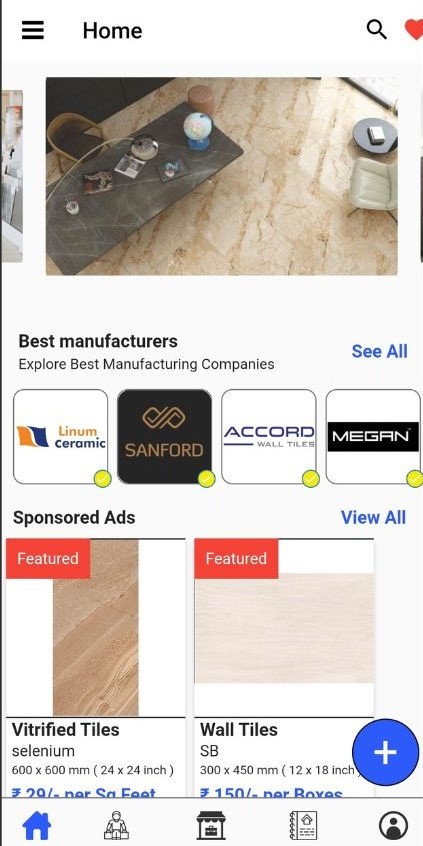 Home
Best manufacturers
See All
Explore Best Manufacturing Companies
Linum
Ceramic
SANFORD
ACCORD
WALL TILES
MEGAN
Sponsored Ads
View All
Featured
Featured
Vitrified Tiles
selenium
600 x 600 mm ( 24 x 24 inch )
₹ 29/- per Sq Feet
Wall Tiles
SB
300 x 450 mm ( 12 x 18 inch
₹ 150/- per Boxes